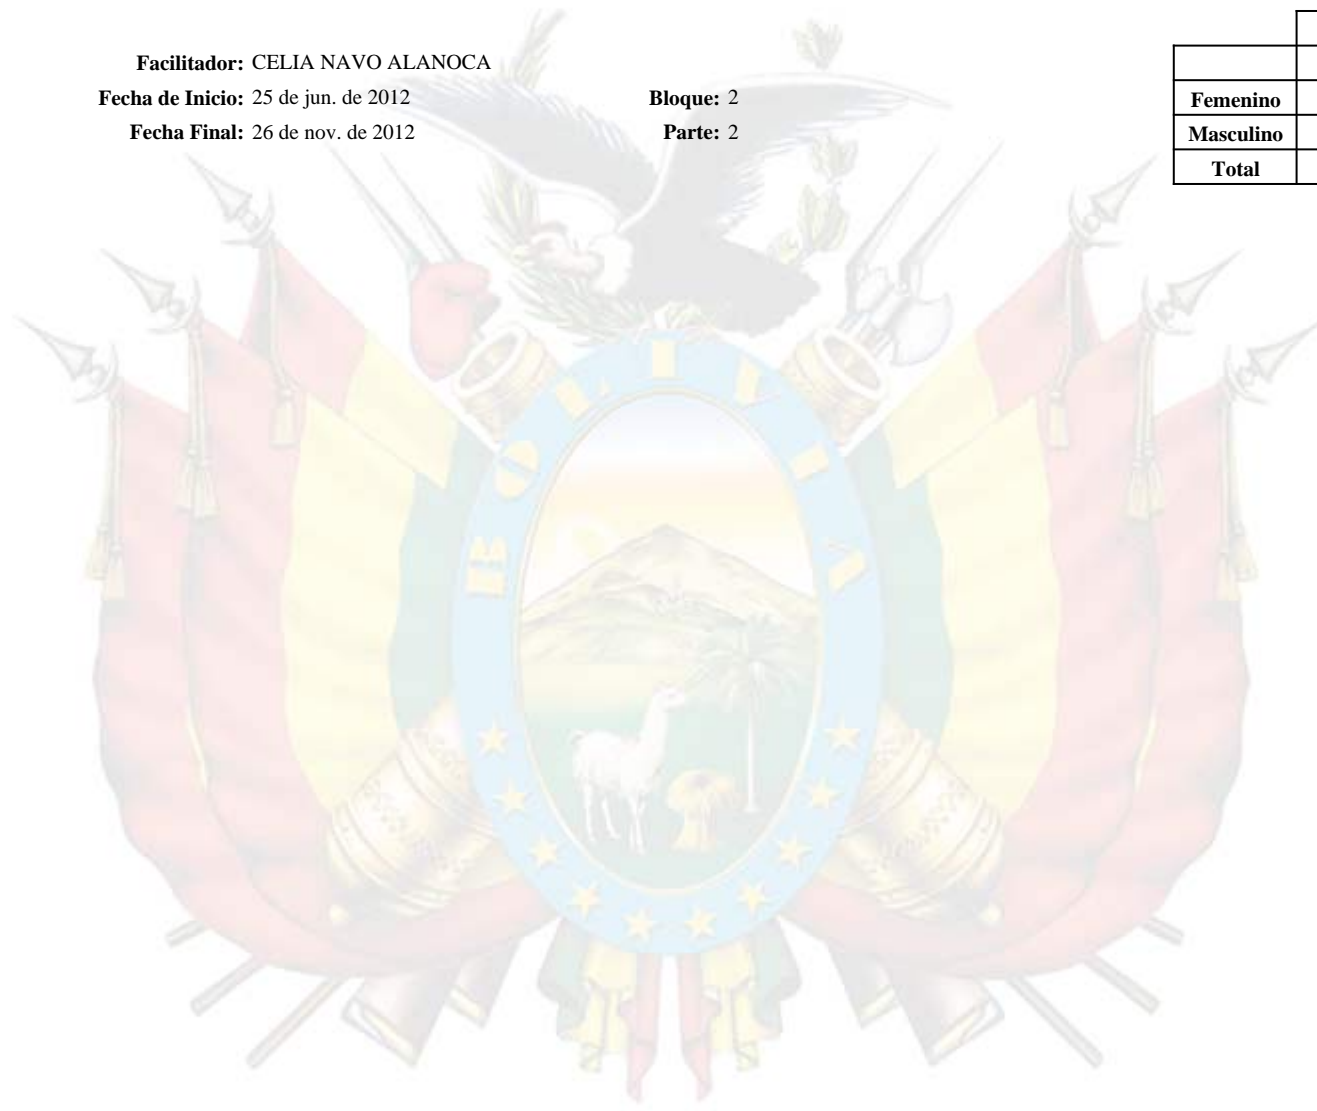 Facilitador: CELIA NAVO ALANOCA
Fecha de Inicio: 25 de jun. de 2012 Bloque: 2
Fecha Final: 26 de nov. de 2012 Parte: 2
Femenino
Masculino
Total
BOLIVIA